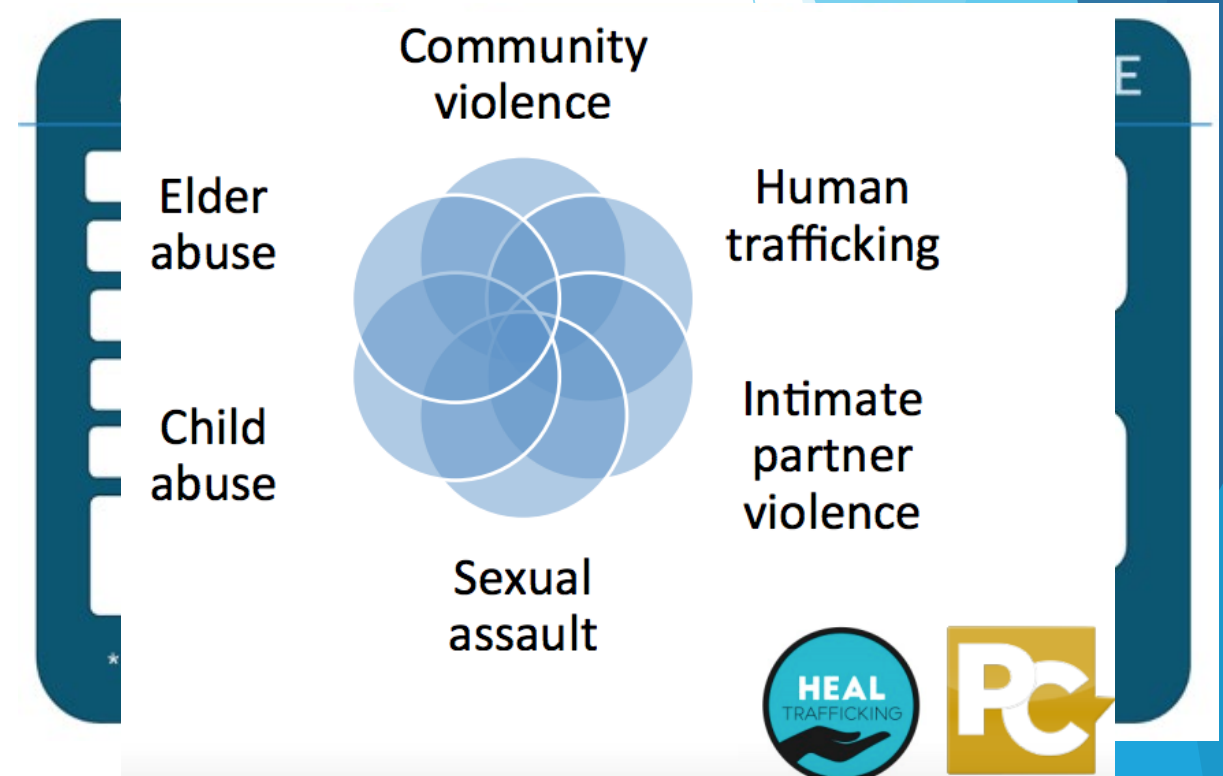 E
Community
violence
Elder
abuse
Human
trafficking
Child
abuse
Intimate
partner
violence
Sexual
assault
*
HEAL
TRAFFICKING
PC